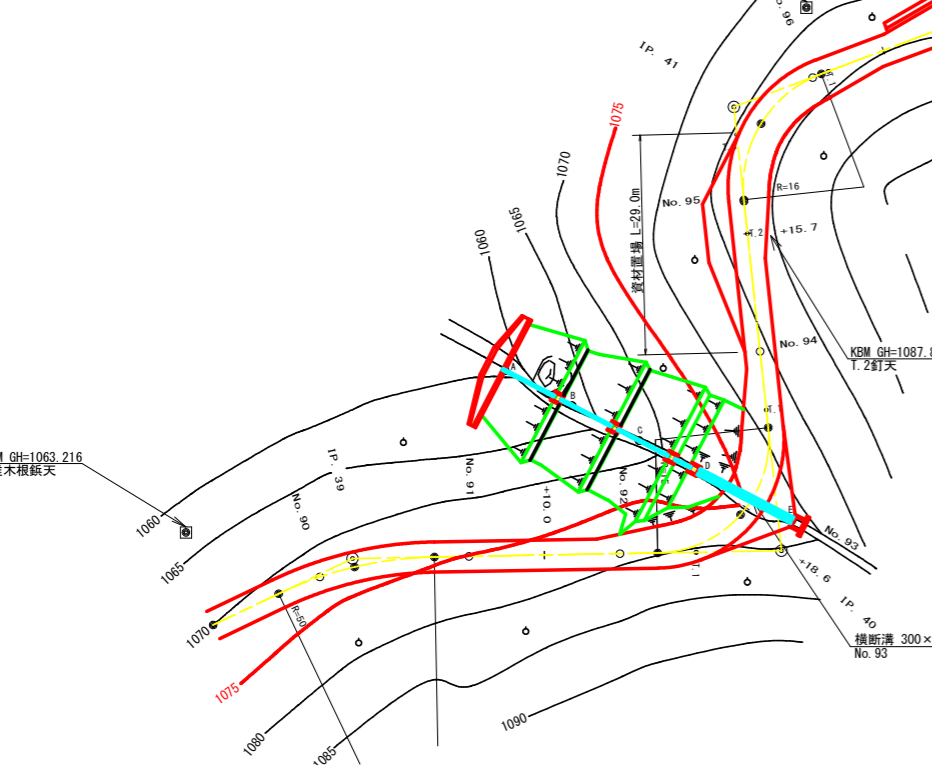 No. 96
IP. 41
1075
T.1
1070
R=16
No. 95
1065
資材置場 L=29.0m
T.2
+15.7
1060
No. 94
KBM GH=1087.8
T.2釘天
A
B
T.1
C
M GH=1063.216
木根鋲天
IP. 39
No. 91
No. 92
D
No. 90
+10.0
E
1060
No. 93
1065
T.1
+18.6
R=50
IP. 40
1070
横断溝 300×
No. 93
1075
1090
1080
1085